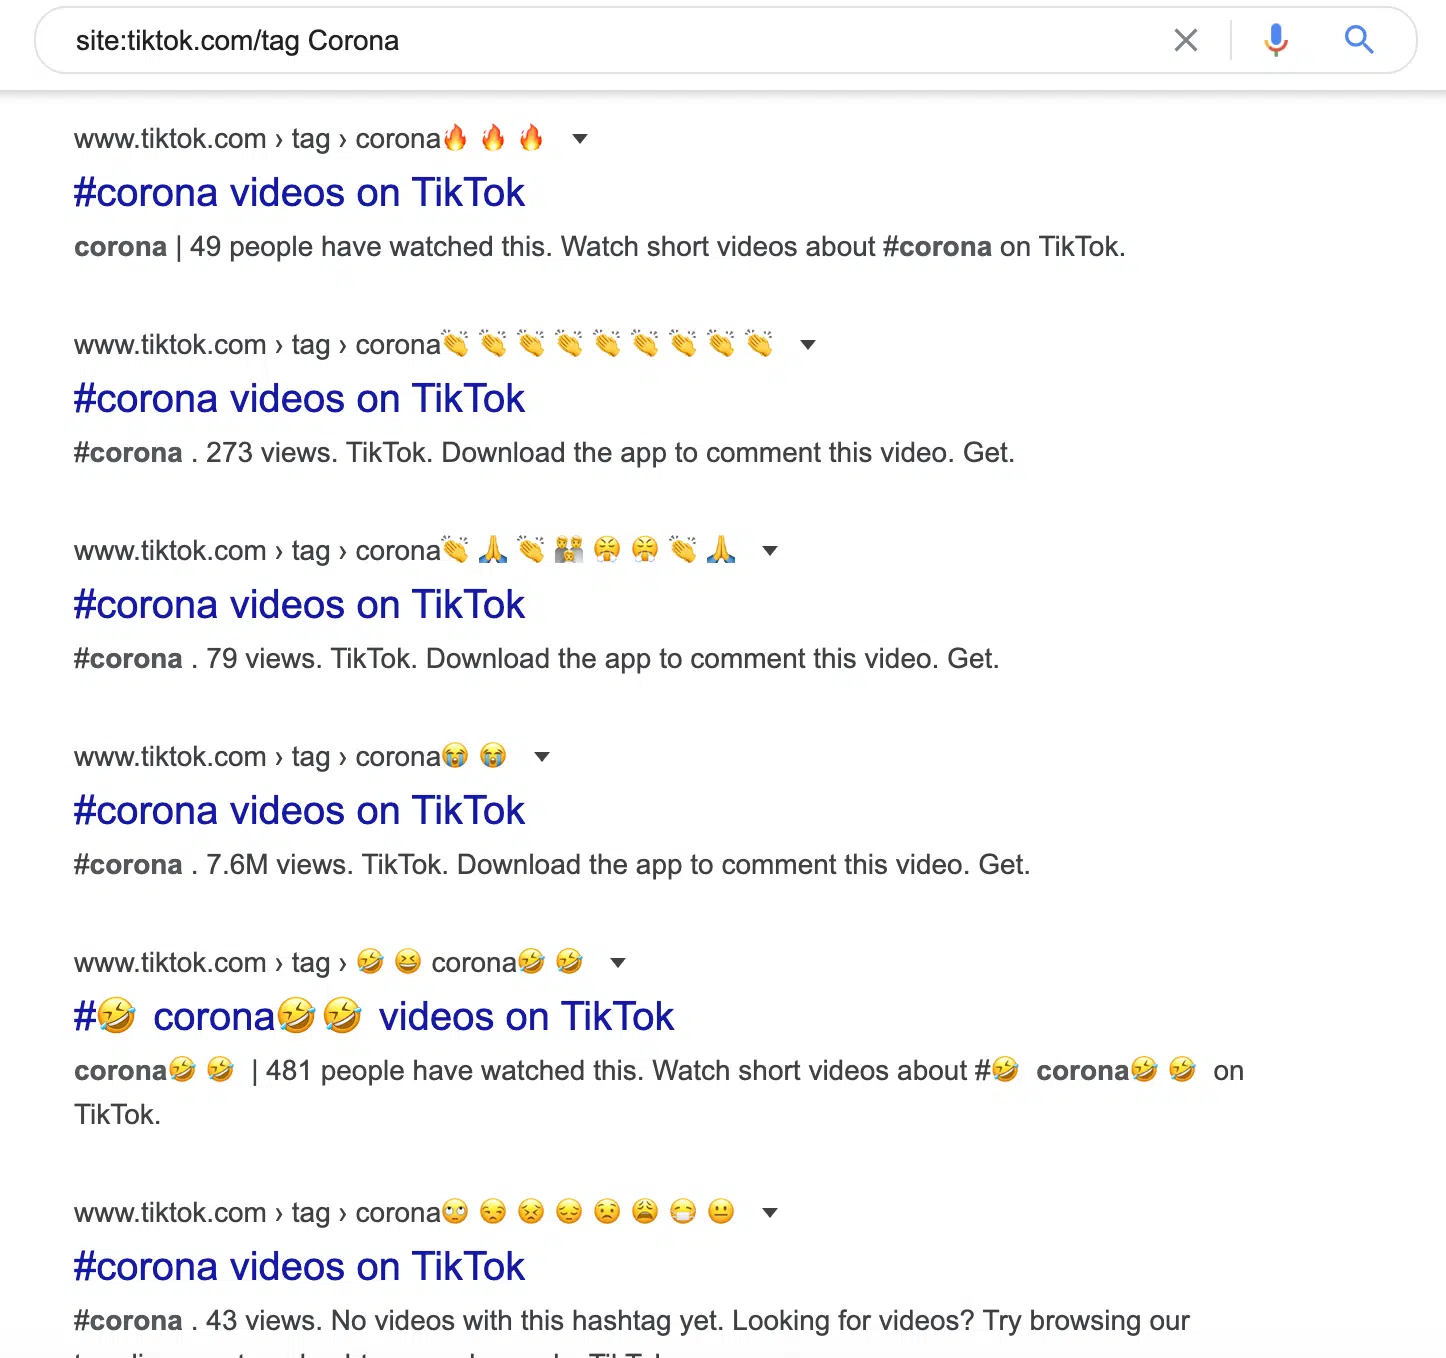 site:tiktok.com/tag Corona
www.tiktok.com › tag › corona🔥 🔥 🔥
#corona videos on TikTok
corona | 49 people have watched this. Watch short videos about #corona on TikTok.
www.tiktok.com › tag › corona👏 👏 👏 👏 👏 👏 👏 👏 👏
#corona videos on TikTok
#corona . 273 views. TikTok. Download the app to comment this video. Get.
www.tiktok.com › tag › corona👏 🙏 👏 👨‍👨‍👦 😤 😤 👏 🙏
#corona videos on TikTok
#corona . 79 views. TikTok. Download the app to comment this video. Get.
www.tiktok.com › tag › corona😭 😭
#corona videos on TikTok
#corona . 7.6M views. TikTok. Download the app to comment this video. Get.
www.tiktok.com › tag › 🤣 😆 corona🤣 🤣
#🤣 corona🤣🤣 videos on TikTok
corona🤣 🤣 | 481 people have watched this. Watch short videos about #🤣 corona🤣 🤣 on
TikTok.
www.tiktok.com › tag › corona🙄 😒 😣 😔 😟 😩 😷 😐
#corona videos on TikTok
#corona . 43 views. No videos with this hashtag yet. Looking for videos? Try browsing our